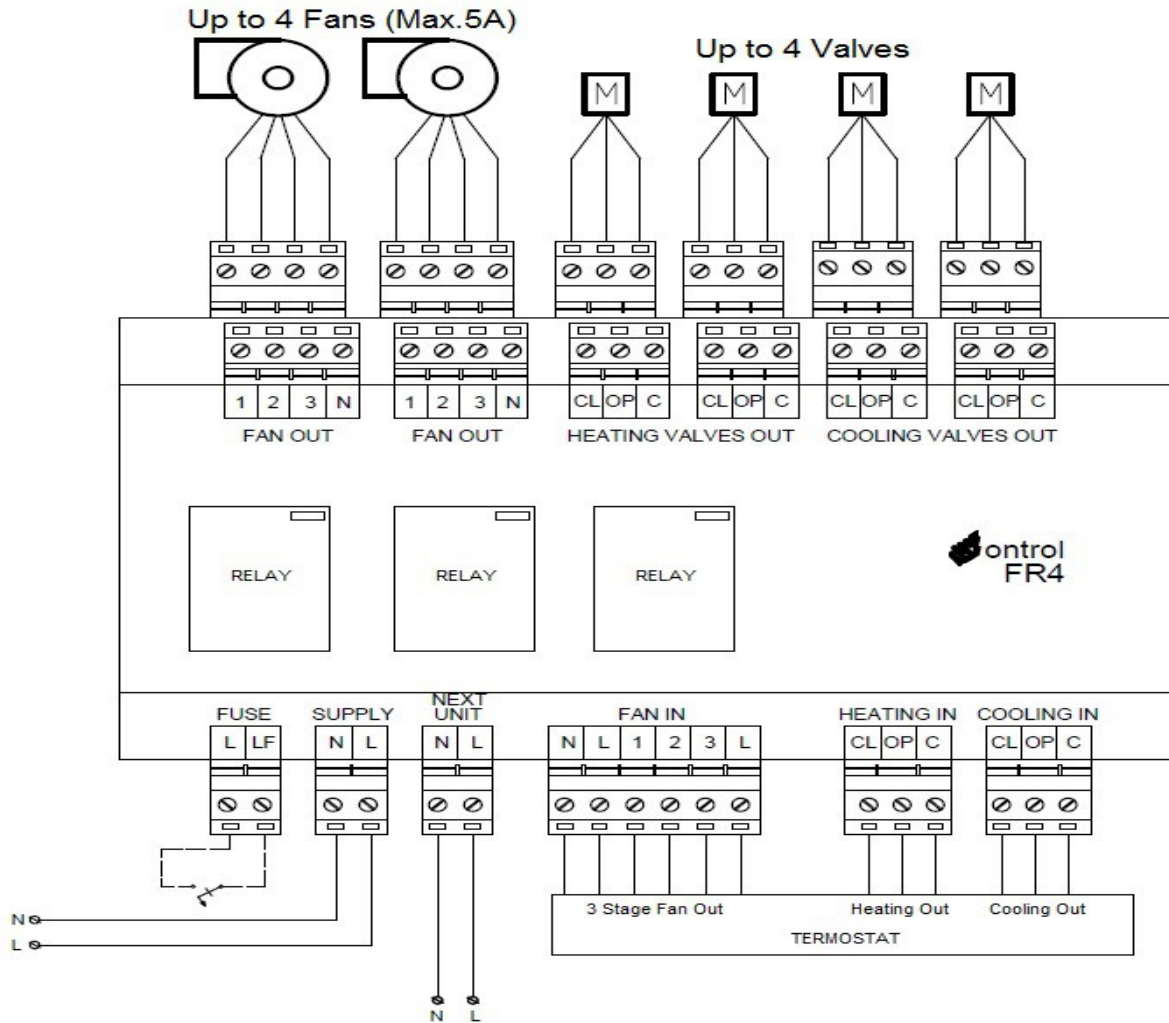 Up to 4 Fans (Max.5A)
Up to 4 Valves
M M M M
1 2 3 N 1 2 3 N CL OP C CL OP C CL OP C CL OP C
FAN OUT FAN OUT HEATING VALVES OUT COOLING VALVES OUT
RELAY RELAY RELAY
ontrol
FR4
NEXT
FUSE SUPPLY UNIT FAN IN HEATING IN COOLING IN
L LF N L N L N L 1 2 3 L CL OP C CL OP C
3 Stage Fan Out Heating Out Cooling Out
N
L
TERMOSTAT
N L